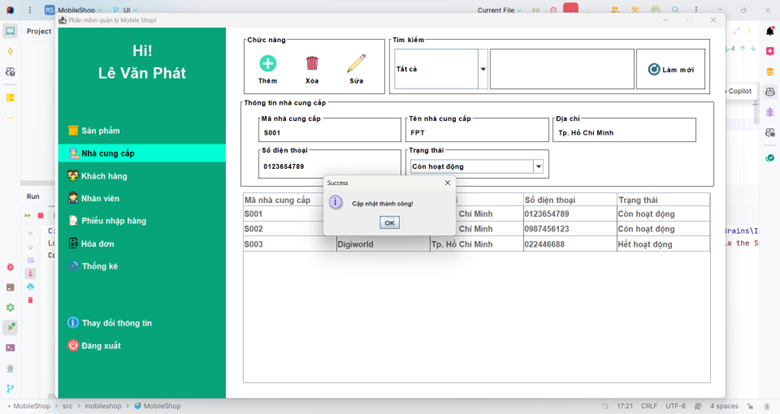 MS MobileShop
UI
Current File
Phần niềm quản lý Mobile Shop!
Project
Hi!
Lê Văn Phát
Sản phẩm
Nhà cung cấp
Khách hàng
Nhân viên
Phiếu nhập hàng
Hóa đơn
Thống kê
Thay đổi thông tin
Đăng xuất
Chức năng
Thêm
Xóa
Sửa
Tìm kiếm
Tất cả
Làm mới
Thông tin nhà cung cấp
Mã nhà cung cấp
S001
Tên nhà cung cấp
FPT
Địa chỉ
Tp. Hồ Chí Minh
Số điện thoại
0123654789
Trạng thái
Còn hoạt động
Success
Cập nhật thành công!
OK
Mã nhà cung cấp Số điện thoại Trạng thái
S001 Chí Minh 0123654789 Còn hoạt động
S002 Chí Minh 0987456123 Còn hoạt động
S003 Digiworld Tp. Hồ Chí Minh 022446688 Hết hoạt động
Copilot
4
Run
MobileShop > src > mobileshop > MobileShop
17:21 CRLF UTF-8 4 spaces